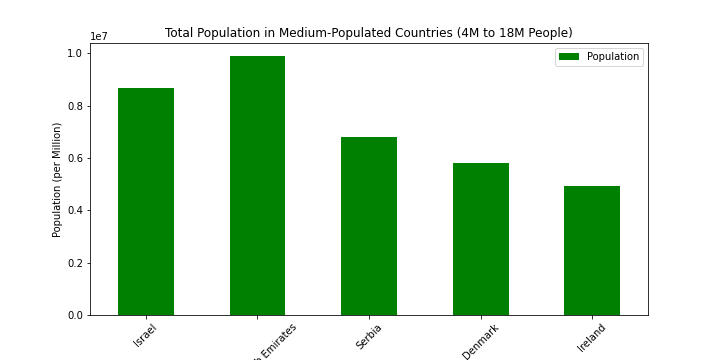 Total Population in Medium-Populated Countries (4M to 18M People)
1e7
Population
1.0
0.8
0.6
0.4
0.2
0.0
Population (per Million)
Israel
Emirates
Serbia
Denmark
Ireland